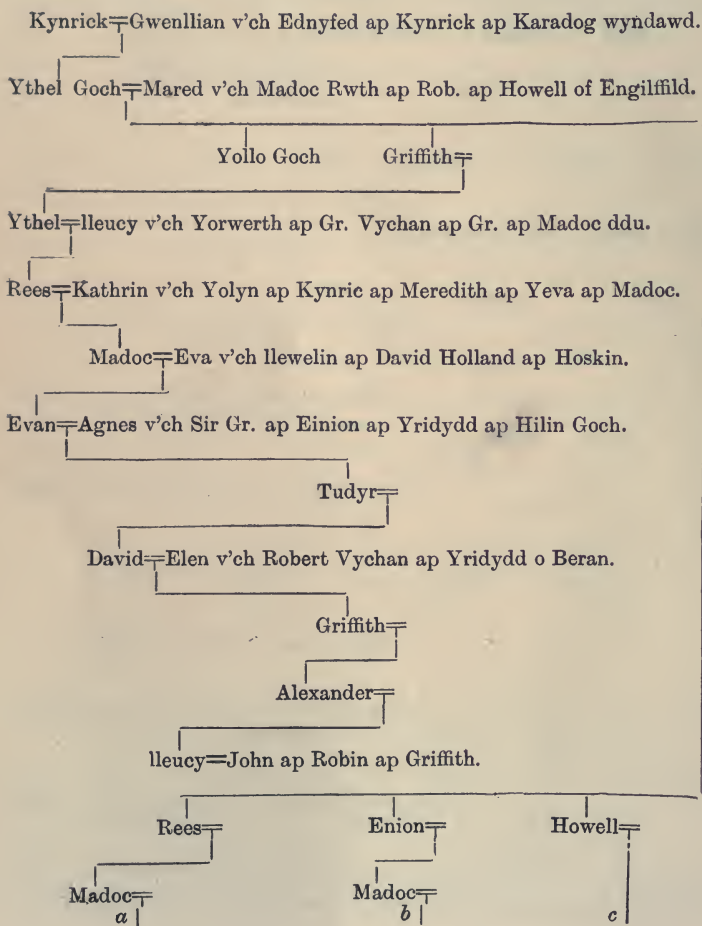 Kynrick=Gwenllian v'ch Ednyfed ap Kynrick ap Karadog wyndawd.
Ythel Goch=Mared v'ch Madoc Rwth ap Rob. ap Howell of Engilffild.
Yollo Goch Griffith=
Ythel=lleucy v'ch Yorwerth ap Gr. Vychan ap Gr. ap Madoc ddu.
Rees=Kathrin v'ch Yolyn ap Kynric ap Meredith ap Yeva ap Madoc.
Madoc=Eva v'ch llewelin ap David Holland ap Hoskin.
Evan=Agnes v'ch Sir Gr. ap Einion ap Yridydd ap Hilin Goch.
Tudyr=
David=Elen v'ch Robert Vychan ap Yridydd o Beran.
Griffith=
Alexander=
lleucy=John ap Robin ap Griffith.
Rees= Enion= Howell=
Madoc= Madoc=
a b c